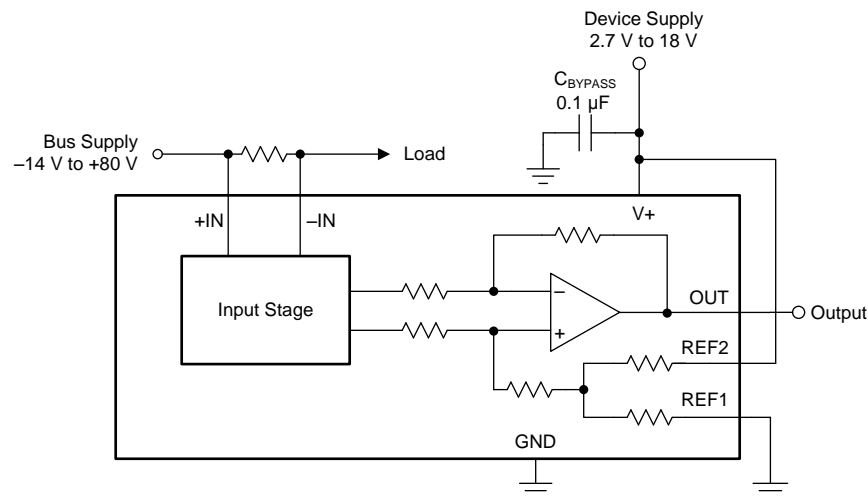 Device Supply
2.7 V to 18 V
C_BYPASS
0.1 µF
Bus Supply
–14 V to +80 V
Load
+IN
–IN
V+
Input Stage
–
+
OUT
Output
REF2
REF1
GND